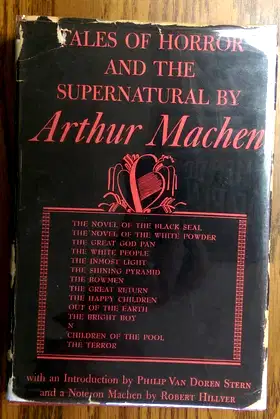 TALES OF HORROR
AND THE
SUPERNATURAL BY
Arthur Machen
THE NOVEL OF THE BLACK SEAL
THE NOVEL OF THE WHITE POWDER
THE GREAT GOD PAN
THE WHITE PEOPLE
THE INMOST LIGHT
THE SHINING PYRAMID
THE BOWMEN
THE GREAT RETURN
THE HAPPY CHILDREN
OUT OF THE EARTH
THE BRIGHT BOY
N
CHILDREN OF THE POOL
THE TERROR
with an Introduction by PHILIP VAN DOREN STERN
and a Note on Machen by ROBERT HILLYER